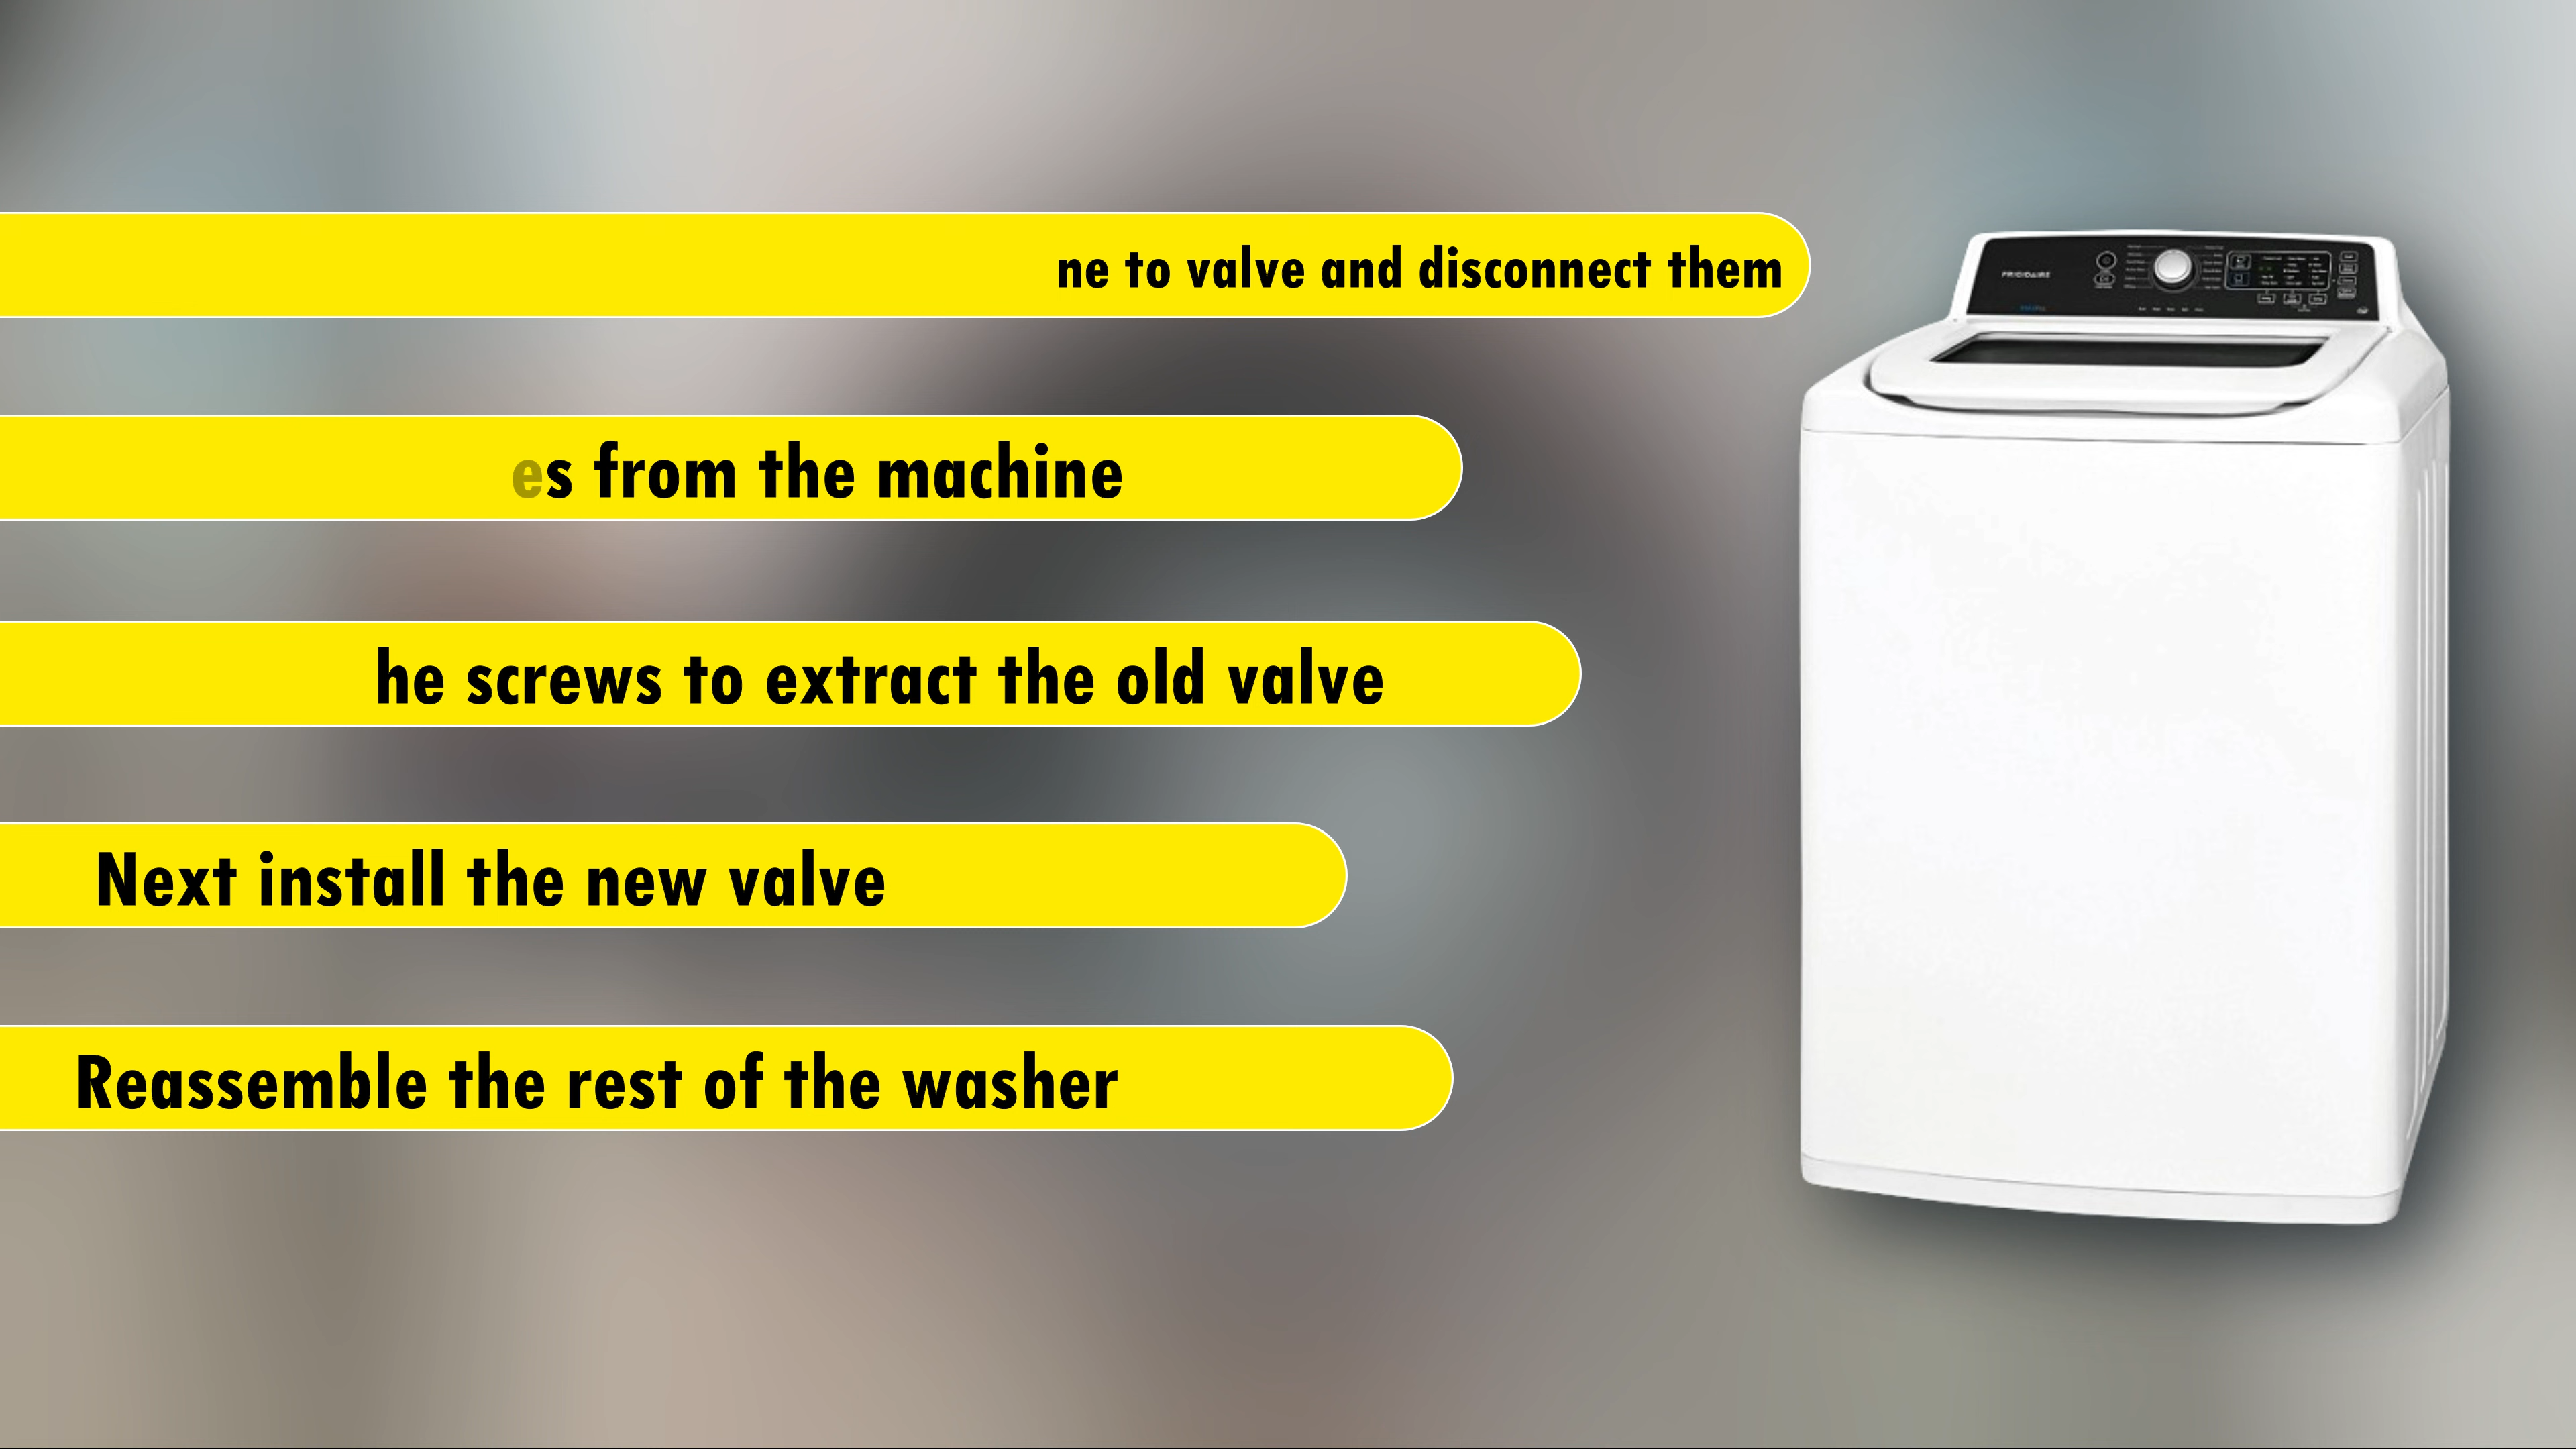 ne to valve and disconnect them
es from the machine
he screws to extract the old valve
Next install the new valve
Reassemble the rest of the washer
FRIGIDAIRE